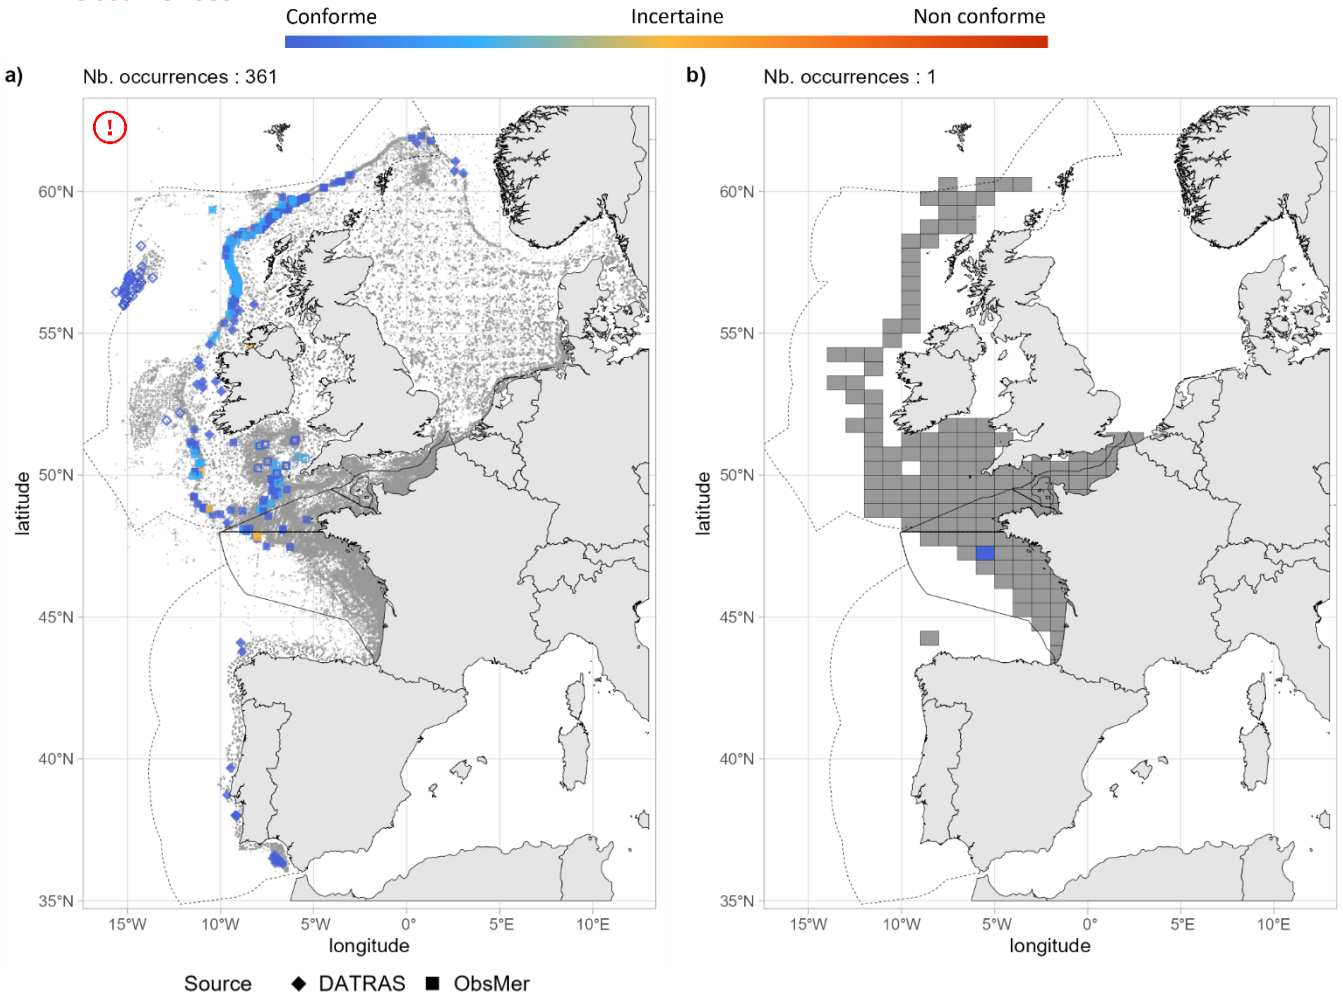 Conforme Incertaine Non conforme
a) Nb. occurrences : 361
b) Nb. occurrences : 1
!
60°N
55°N
50°N
45°N
40°N
35°N
latitude
15°W 10°W 5°W 0° 5°E 10°E
longitude
60°N
55°N
50°N
45°N
40°N
35°N
latitude
15°W 10°W 5°W 0° 5°E 10°E
longitude
Source DATRAS ObsMer